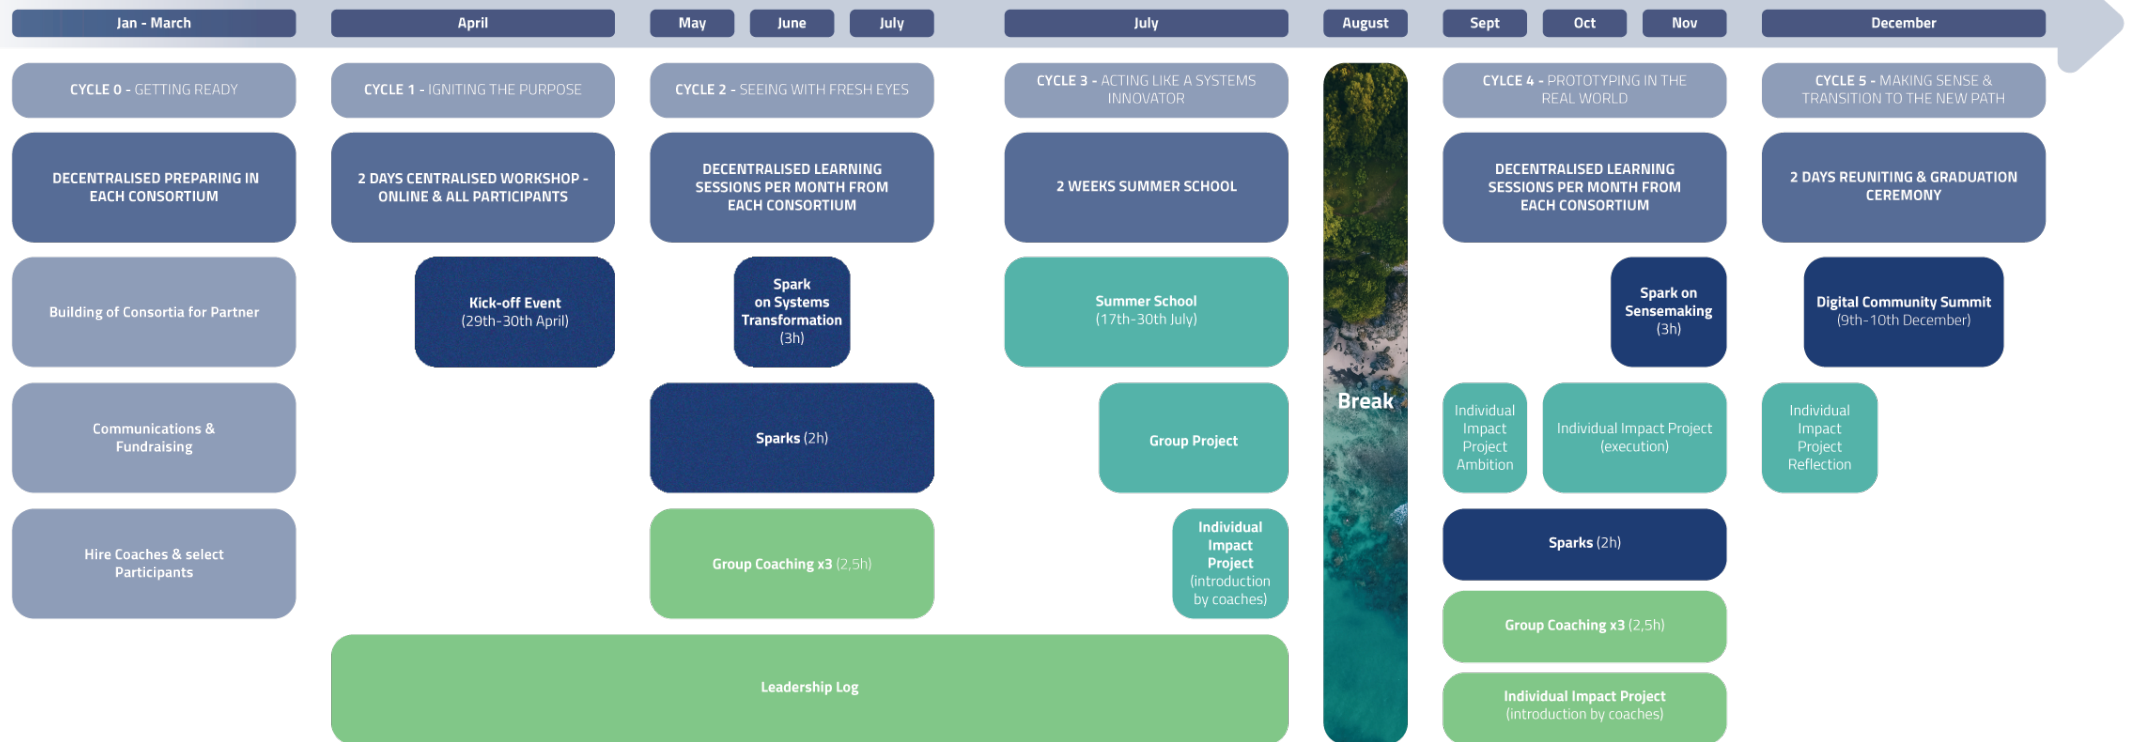 Jan - March
April
May
June
July
July
August
Sept
Oct
Nov
December
CYCLE 0 - GETTING READY
CYCLE 1 - IGNITING THE PURPOSE
CYCLE 2 - SEEING WITH FRESH EYES
CYCLE 3 - ACTING LIKE A SYSTEMS
INNOVATOR
CYLCE 4 - PROTOTYPING IN THE
REAL WORLD
CYCLE 5 - MAKING SENSE &
TRANSITION TO THE NEW PATH
DECENTRALISED PREPARING IN
EACH CONSORTIUM
2 DAYS CENTRALISED WORKSHOP -
ONLINE & ALL PARTICIPANTS
DECENTRALISED LEARNING
SESSIONS PER MONTH FROM
EACH CONSORTIUM
2 WEEKS SUMMER SCHOOL
DECENTRALISED LEARNING
SESSIONS PER MONTH FROM
EACH CONSORTIUM
2 DAYS REUNITING & GRADUATION
CEREMONY
Building of Consortia for Partner
Kick-off Event
(29th-30th April)
Spark
on Systems
Transformation
(3h)
Summer School
(17th-30th July)
Spark on
Sensemaking
(3h)
Digital Community Summit
(9th-10th December)
Communications &
Fundraising
Sparks (2h)
Group Project
Break
Individual
Impact
Project
Ambition
Individual Impact Project
(execution)
Individual
Impact
Project
Reflection
Hire Coaches & select
Participants
Group Coaching x3 (2,5h)
Individual
Impact
Project
(introduction
by coaches)
Sparks (2h)
Group Coaching x3 (2,5h)
Leadership Log
Individual Impact Project
(introduction by coaches)